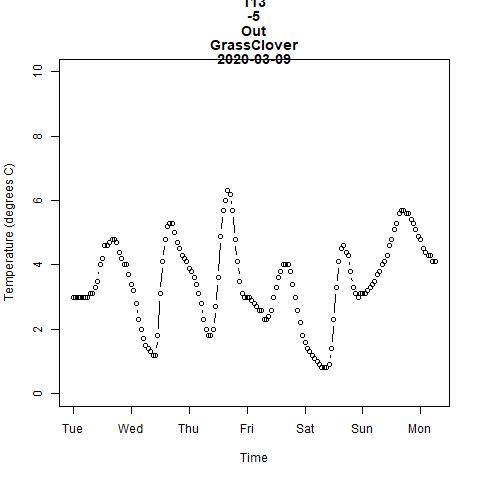 113
-5
Out
GrassClover
2020-03-09
Temperature (degrees C)
10
8
6
4
2
0
Tue Wed Thu Fri Sat Sun Mon
Time